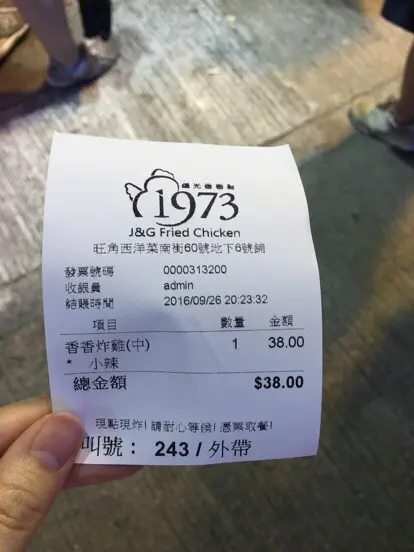 繼光香香雞
1973
J&G Fried Chicken
旺角西洋菜南街60號地下6號舖
發票號碼 0000313200
收銀員 admin
結賬時間 2016/09/26 20:23:32
項目 數量 金額
香香炸雞(中) 1 38.00
* 小辣
總金額 $38.00
現點現炸! 請耐心等候! 憑票取餐!
叫號： 243 / 外帶